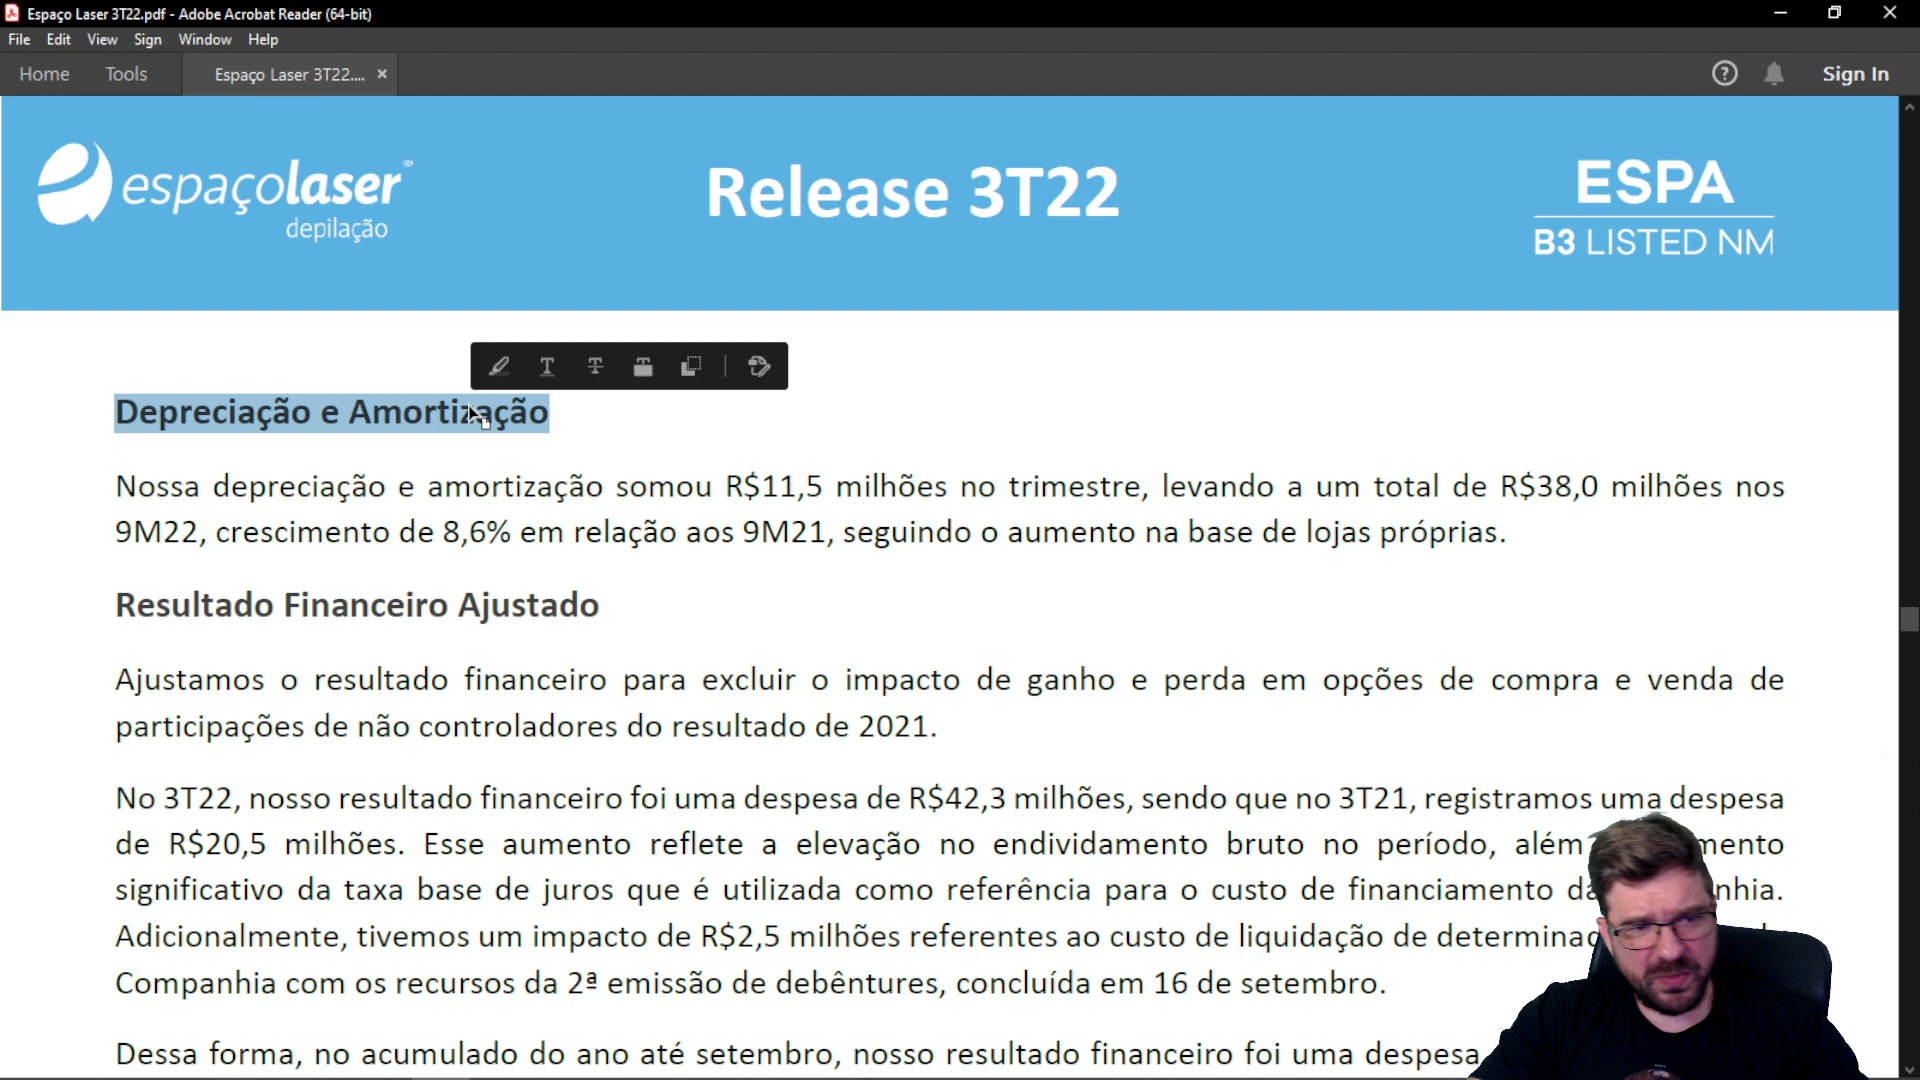 Espaço Laser 3T22.pdf - Adobe Acrobat Reader (64-bit)
File Edit View Sign Window Help
Home Tools Espaço Laser 3T22.... × Sign In
espaçolaser®
depilação
Release 3T22
ESPA
B3 LISTED NM
Depreciação e Amortização
Nossa depreciação e amortização somou R$11,5 milhões no trimestre, levando a um total de R$38,0 milhões nos
9M22, crescimento de 8,6% em relação aos 9M21, seguindo o aumento na base de lojas próprias.
Resultado Financeiro Ajustado
Ajustamos o resultado financeiro para excluir o impacto de ganho e perda em opções de compra e venda de
participações de não controladores do resultado de 2021.
No 3T22, nosso resultado financeiro foi uma despesa de R$42,3 milhões, sendo que no 3T21, registramos uma despesa
de R$20,5 milhões. Esse aumento reflete a elevação no endividamento bruto no período, além
significativo da taxa base de juros que é utilizada como referência para o custo de financiamento
Adicionalmente, tivemos um impacto de R$2,5 milhões referentes ao custo de liquidação de
Companhia com os recursos da 2ª emissão de debêntures, concluída em 16 de setembro.
Dessa forma, no acumulado do ano até setembro, nosso resultado financeiro foi uma despesa